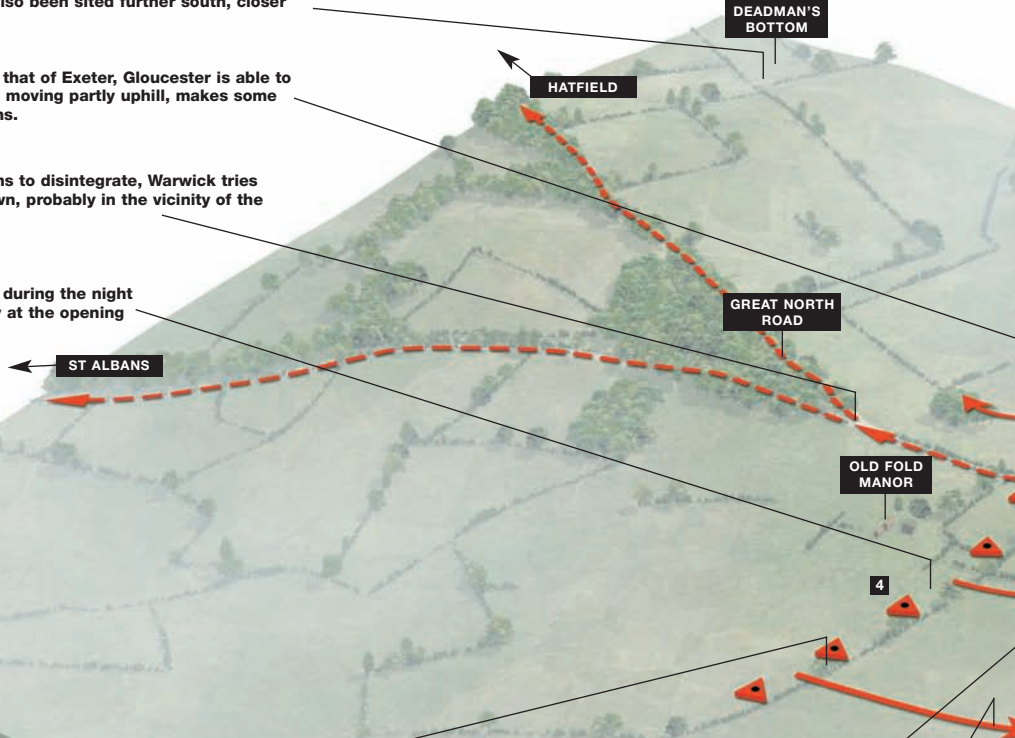 lso been sited further south, closer
that of Exeter, Gloucester is able to
moving partly uphill, makes some
ns.
ns to disintegrate, Warwick tries
wn, probably in the vicinity of the
during the night
y at the opening
DEADMAN'S
BOTTOM
HATFIELD
GREAT NORTH
ROAD
ST ALBANS
OLD FOLD
MANOR
4